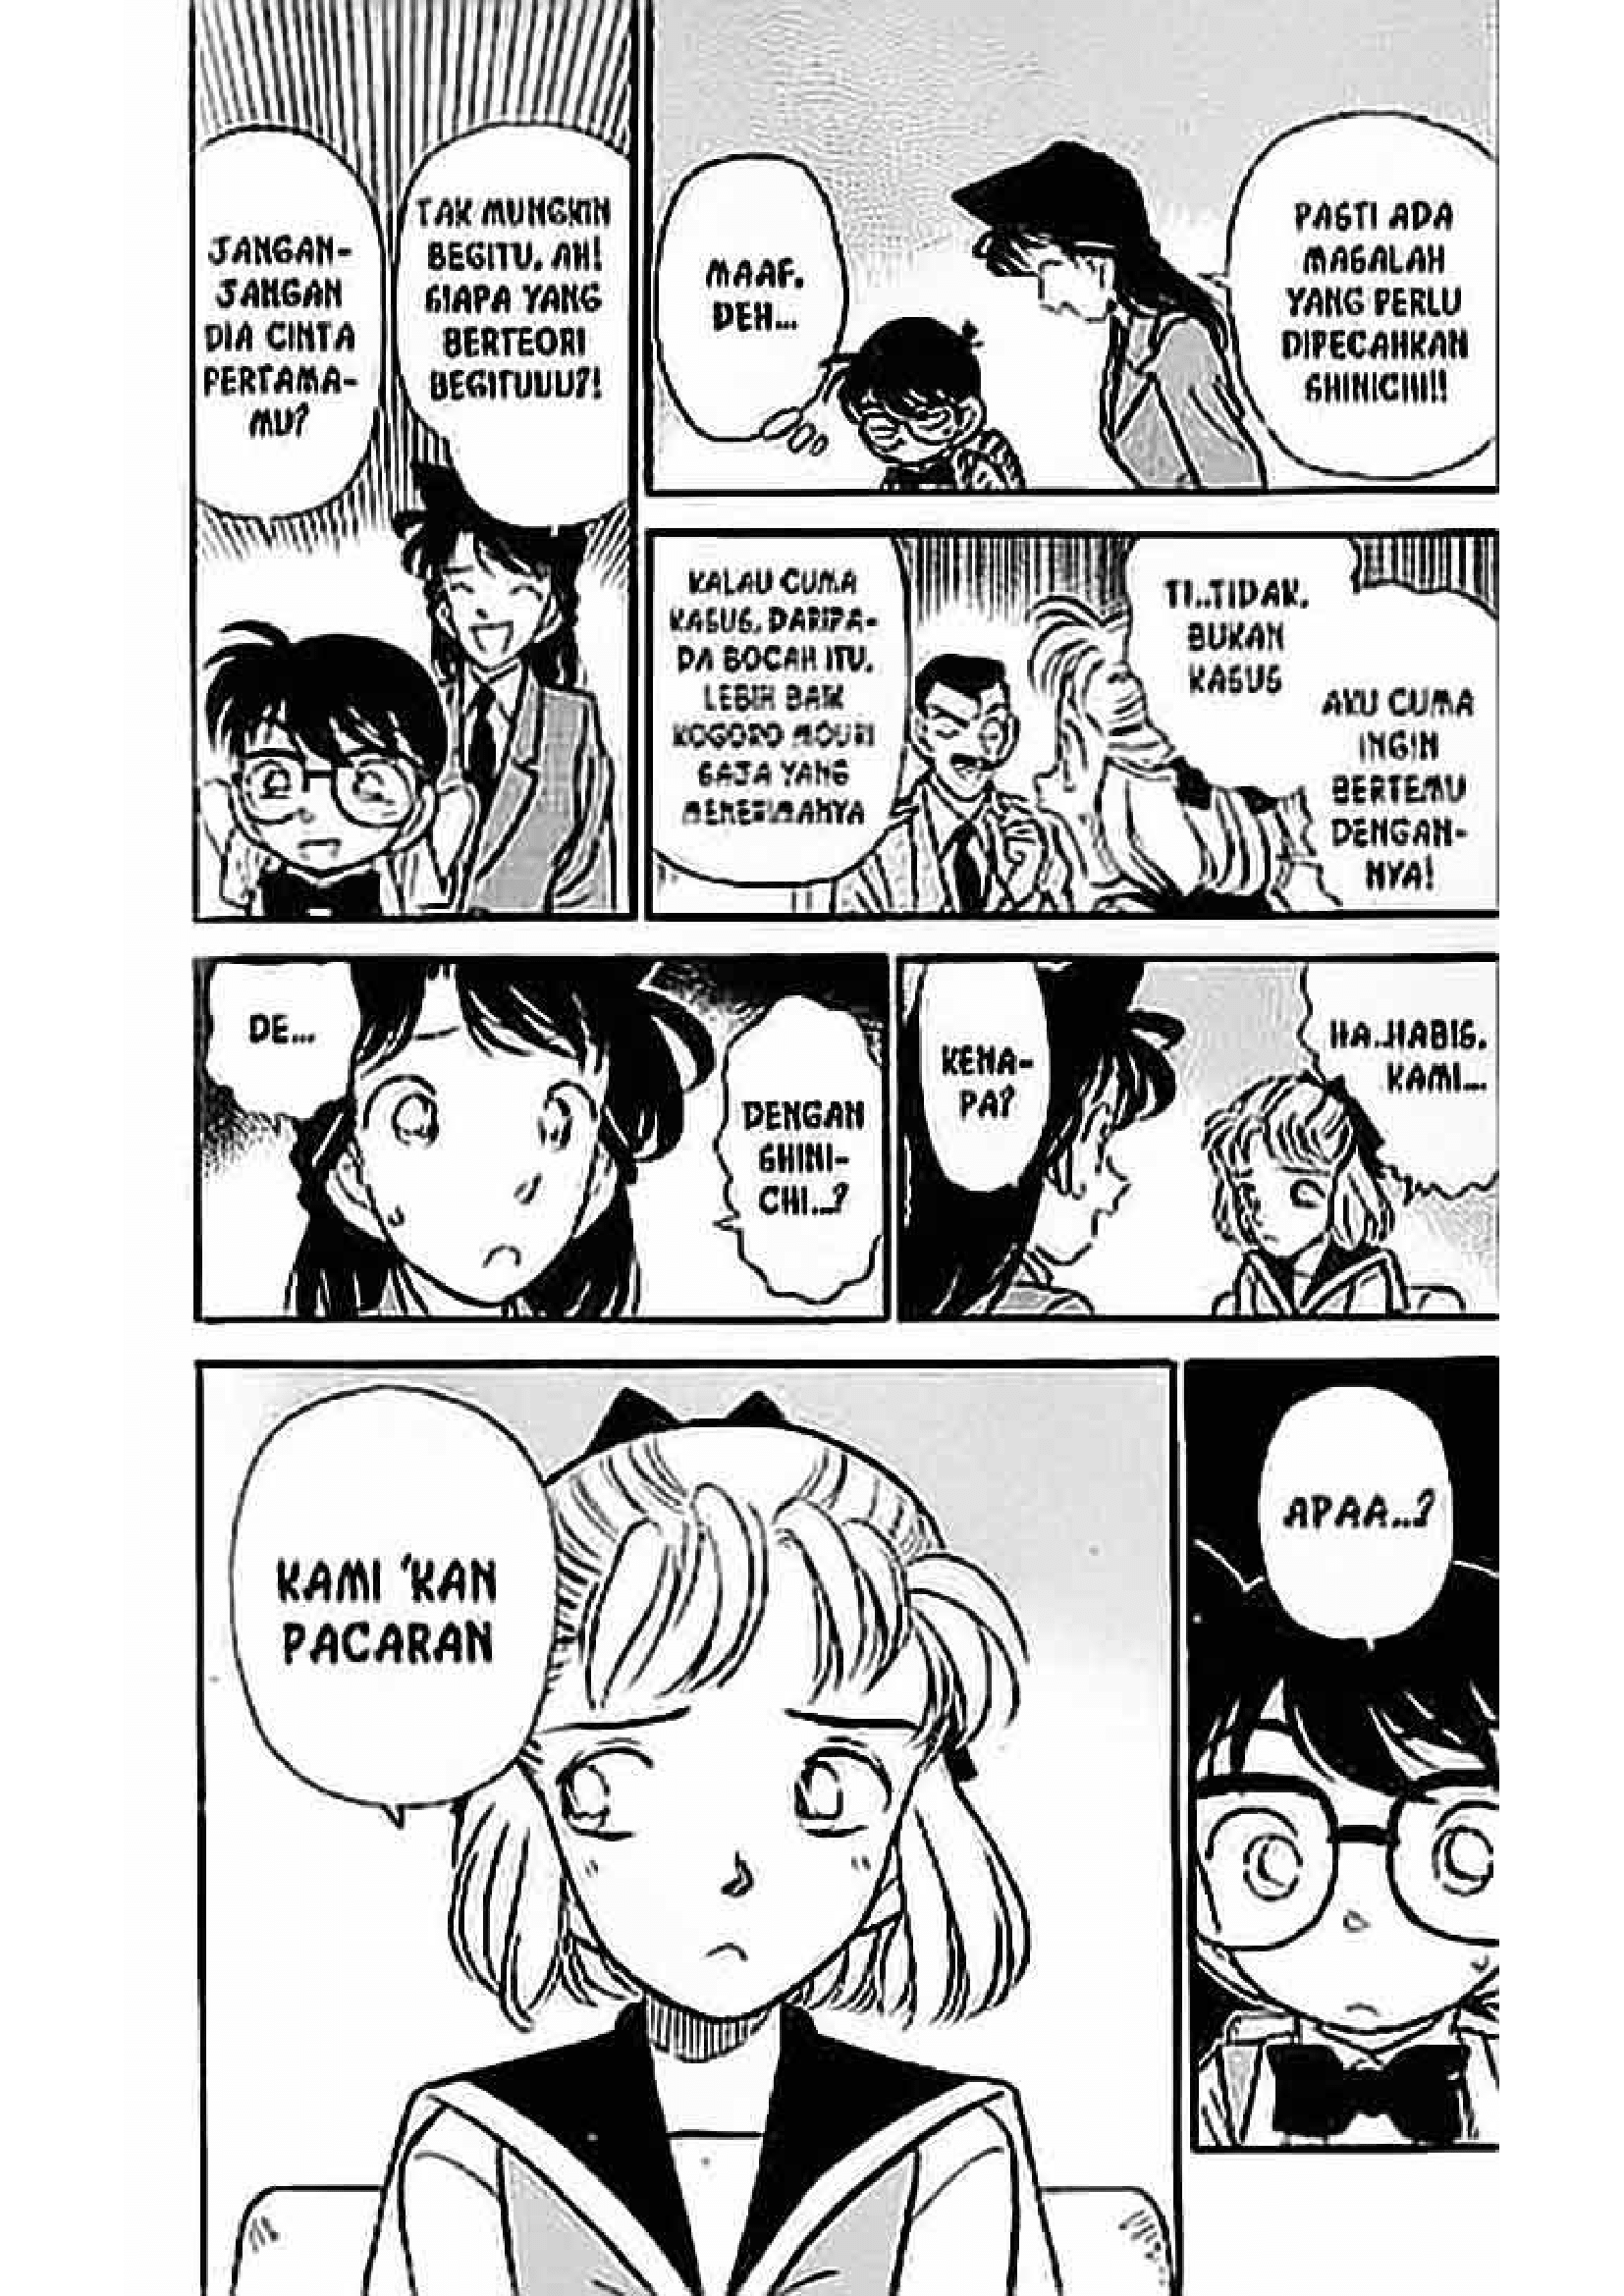 PASTI ADA
MASALAH
YANG PERLU
DIPECAHKAN
SHINICHI!!
MAAF,
DEH...
TAK MUNGKIN
BEGITU, AH!
SIAPA YANG
BERTEORI
BEGITUUU?!
JANGAN-
JANGAN
DIA CINTA
PERTAMA-
MU?
TI..TIDAK,
BUKAN
KASUS
AKU CUMA
INGIN
BERTEMU
DENGAN-
NYA!
KALAU CUMA
KASUS, DARIPA-
DA BOCAH ITU,
LEBIH BAIK
KOGORO MOURI
SAJA YANG
MENERIMANYA
HA..HABIS,
KAMI...
KENA-
PA?
DENGAN
SHINI-
CHI...?
DE...
APAA...?
KAMI 'KAN
PACARAN